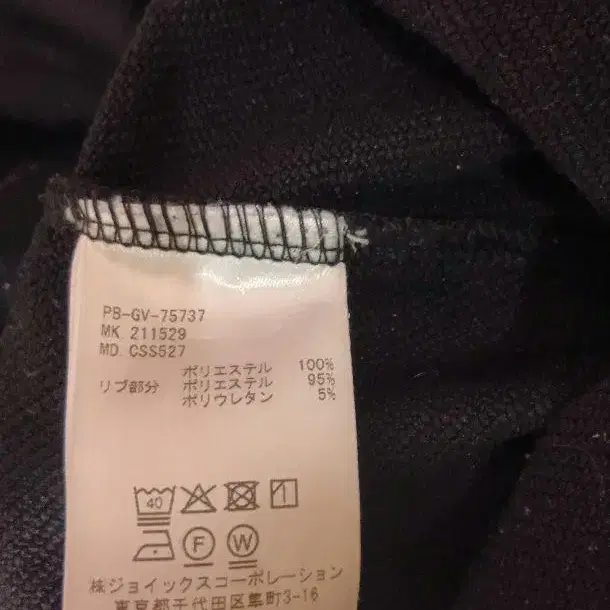 PB-GV-75737
MK. 211529
MD. CSS527
ポリエステル 100%
リブ部分 ポリエステル 95%
ポリウレタン 5%
40
F W
株ジョイックスコーポレーション
東京都千代田区隼町3-16